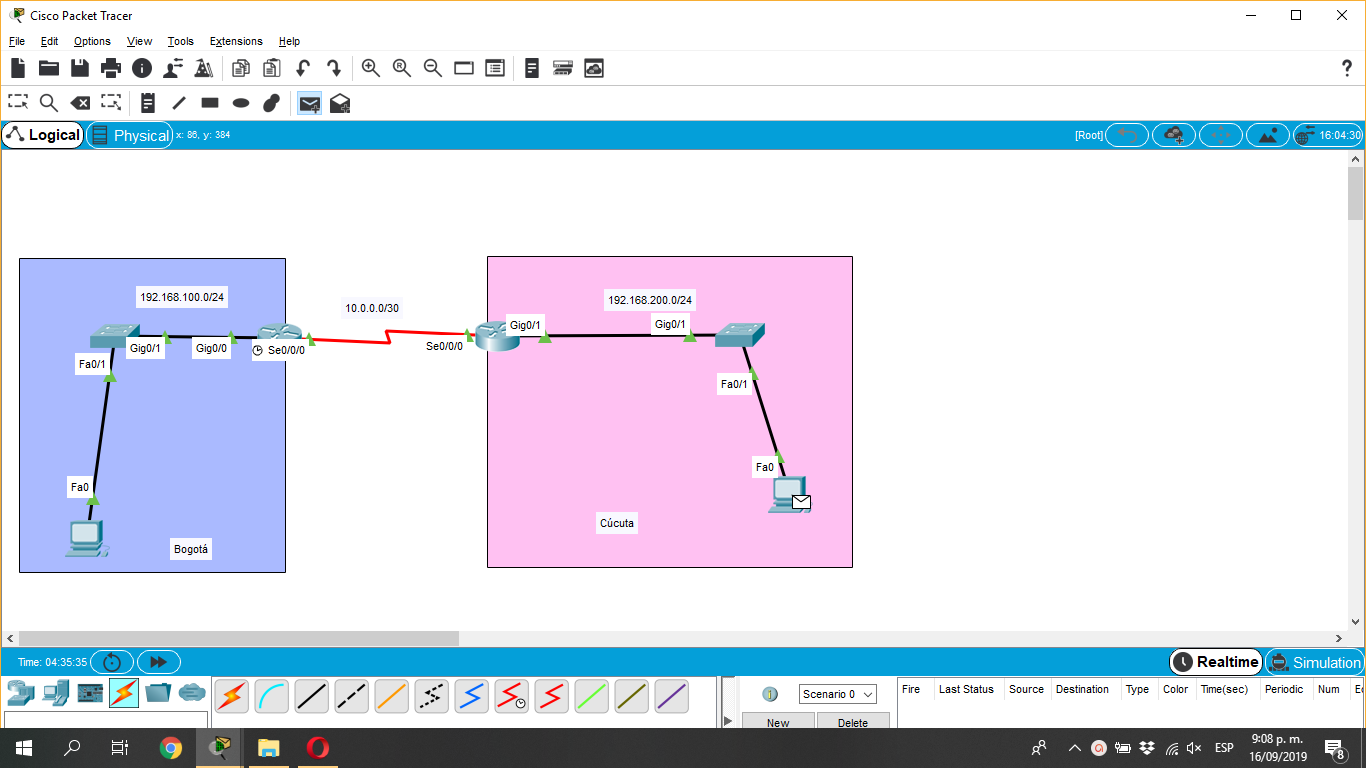 Cisco Packet Tracer
File Edit Options View Tools Extensions Help
Logical Physical x: 86, y: 384 [Root] 16:04:30
192.168.100.0/24
10.0.0.0/30
192.168.200.0/24
Gig0/1 Gig0/0 Se0/0/0
Se0/0/0 Gig0/1 Gig0/1
Fa0/1
Fa0/1
Fa0
Fa0
Bogotá
Cúcuta
Time: 04:35:35 Realtime Simulation
Scenario 0
New Delete
Fire Last Status Source Destination Type Color Time(sec) Periodic Num
ESP
9:08 p. m.
16/09/2019
8